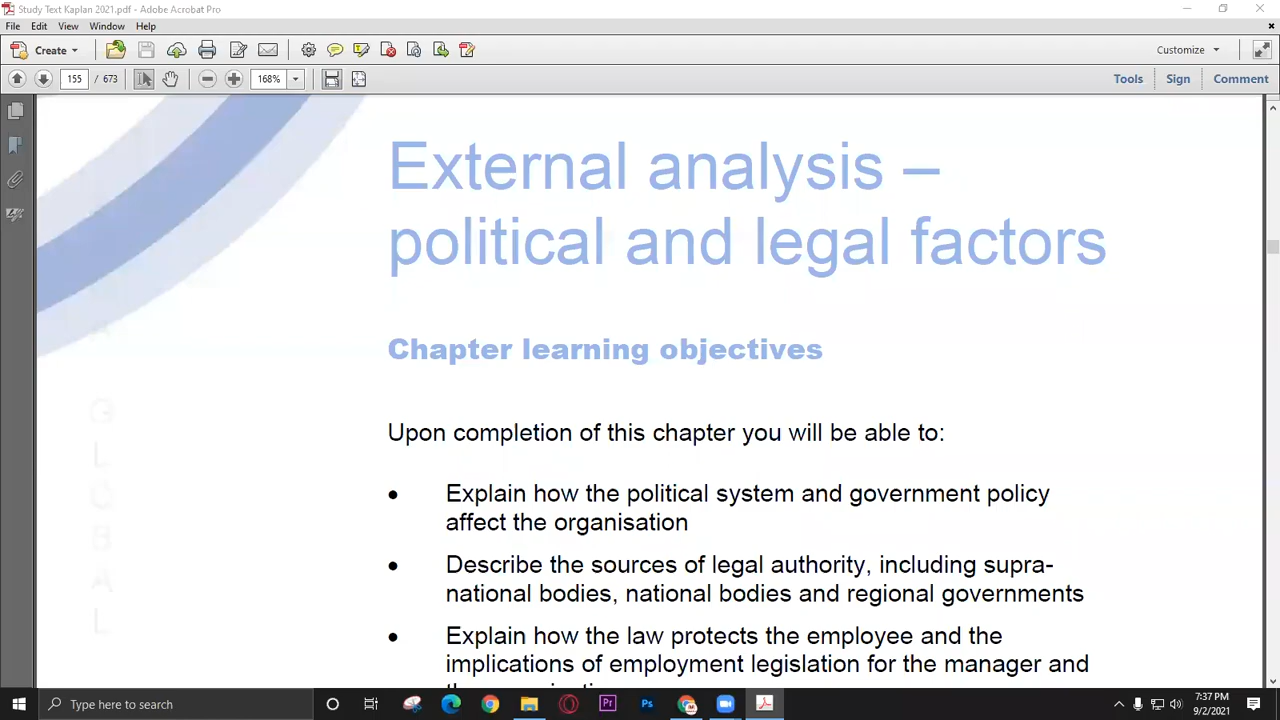 Study Text Kaplan 2021.pdf - Adobe Acrobat Pro
File Edit View Window Help
Create
Customize
155 / 673
168%
Tools Sign Comment
External analysis –
political and legal factors
Chapter learning objectives
Upon completion of this chapter you will be able to:
• Explain how the political system and government policy
affect the organisation
• Describe the sources of legal authority, including supra-
national bodies, national bodies and regional governments
• Explain how the law protects the employee and the
implications of employment legislation for the manager and
G
L
O
B
A
L
Type here to search
Pr
Ps
7:37 PM
9/2/2021